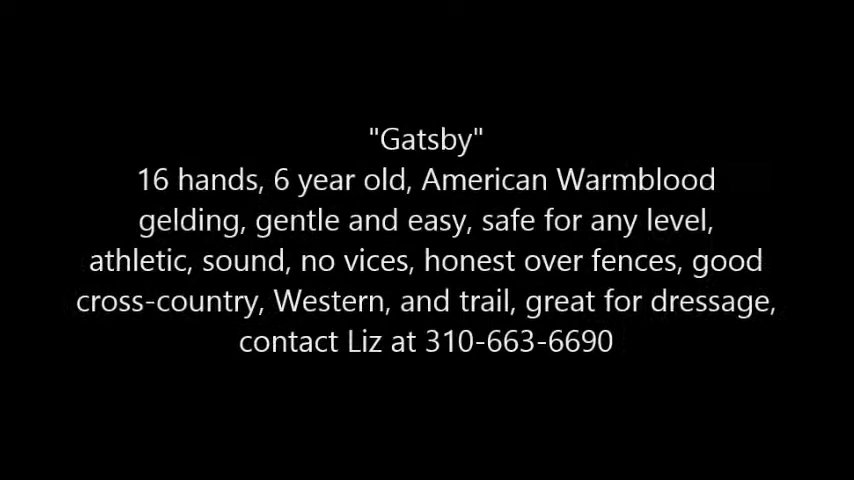 "Gatsby"
16 hands, 6 year old, American Warmblood
gelding, gentle and easy, safe for any level,
athletic, sound, no vices, honest over fences, good
cross-country, Western, and trail, great for dressage,
contact Liz at 310-663-6690